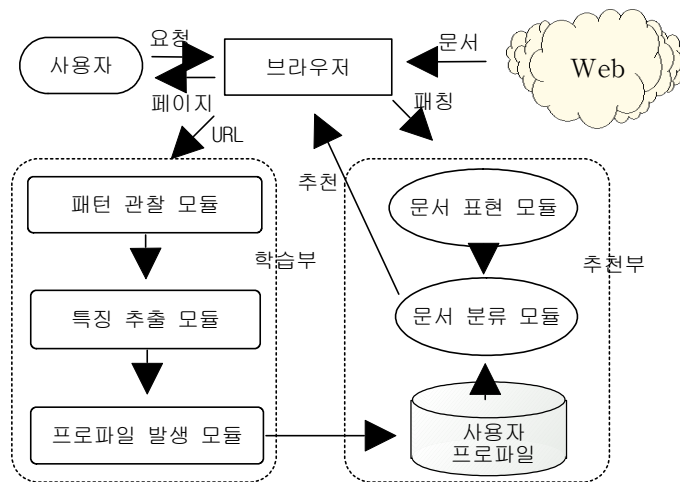 요청
문서
사용자
브라우저
Web
페이지
패칭
URL
추천
패턴 관찰 모듈
문서 표현 모듈
학습부
추천부
특징 추출 모듈
문서 분류 모듈
프로파일 발생 모듈
사용자
프로파일